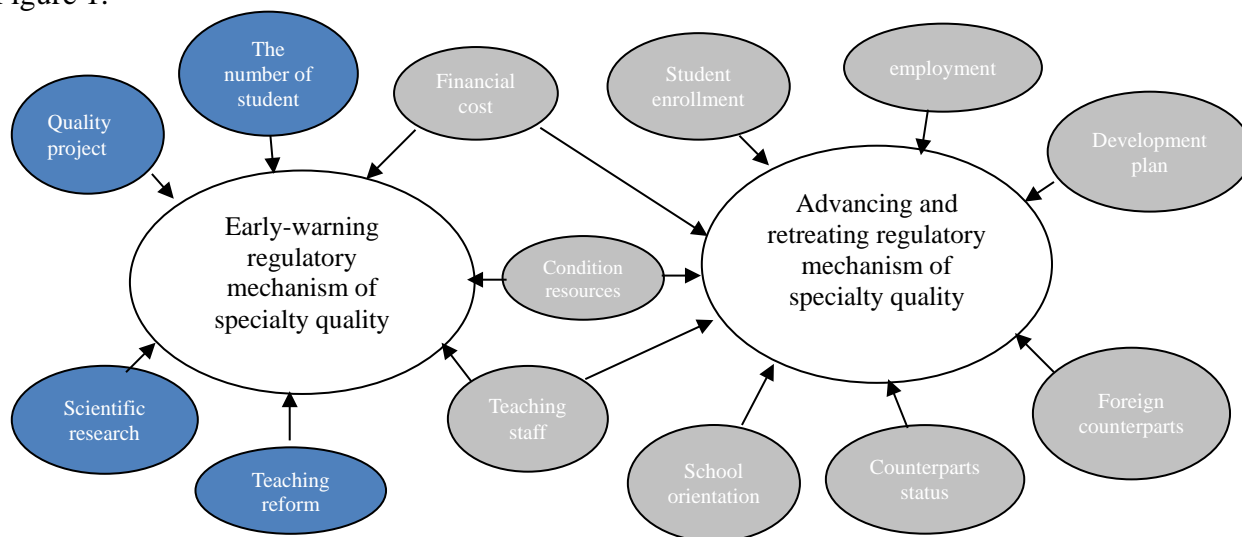 Figure 1.
The
number of
student
Financial
cost
Student
enrollment
employment
Quality
project
Development
plan
Early-warning
regulatory
mechanism of
specialty quality
Advancing and
retreating regulatory
mechanism of
specialty quality
Condition
resources
Scientific
research
Teaching
staff
Foreign
counterparts
Teaching
reform
School
orientation
Counterparts
status